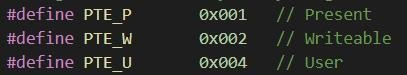 #define PTE_P 0x001 // Present
#define PTE_W 0x002 // Writeable
#define PTE_U 0x004 // User